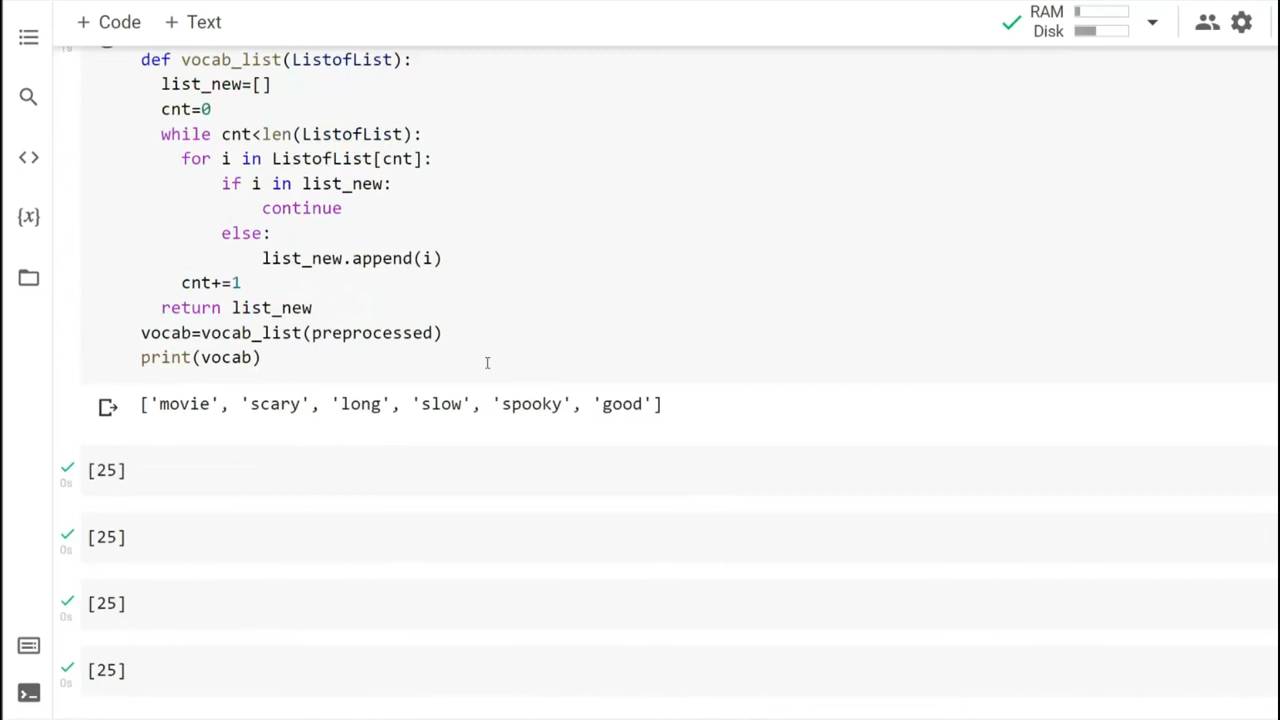 + Code + Text
RAM
Disk
1s
def vocab_list(ListofList):
list_new=[]
cnt=0
while cnt<len(ListofList):
for i in ListofList[cnt]:
if i in list_new:
continue
else:
list_new.append(i)
cnt+=1
return list_new
vocab=vocab_list(preprocessed)
print(vocab)
['movie', 'scary', 'long', 'slow', 'spooky', 'good']
[25]
0s
[25]
0s
[25]
0s
[25]
0s
{x}